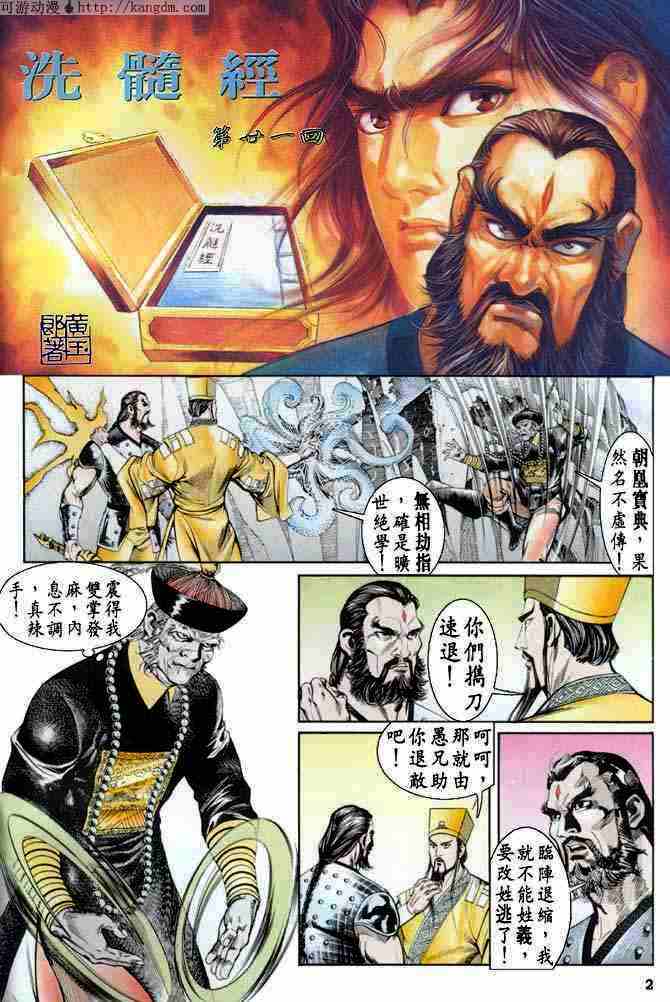 可游动漫☆http://kangdm.com
洗髓經
第廿一回
洗髓經
黃玉
郎著
朝凰寶典，果
然名不虛傳！
無相劫指
，確是曠
世絕學！
震得我
雙掌發
麻，內
息不調
，真辣
手！
你們擕刀
速退！
呵呵，
那就由
愚兄助
你退敵
吧！
臨陣退縮，我
就不能姓義，
要改姓逃了！
2